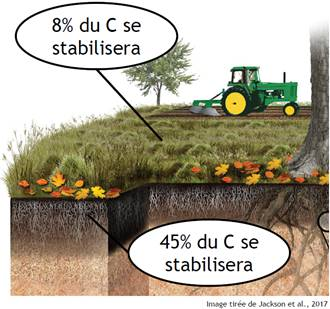 8% du C se
stabilisera
45% du C se
stabilisera
Image tirée de Jackson et al., 2017